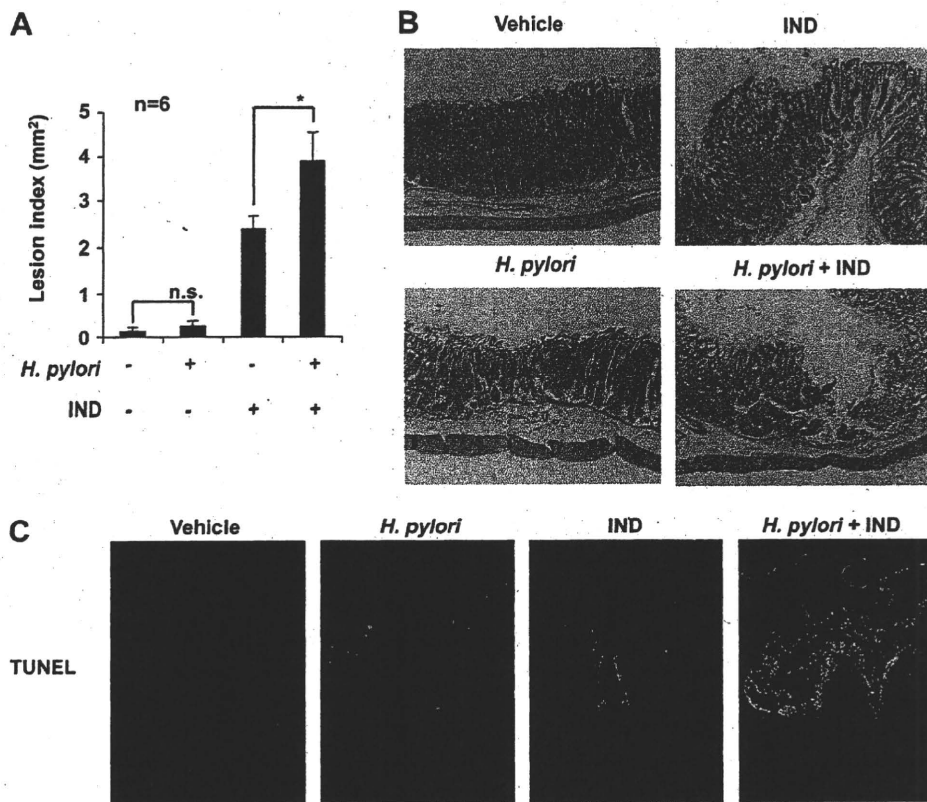 A
n=6
*
n.s.
Lesion index (mm²)
5
4
3
2
1
0
H. pylori - + - +
IND - - + +
B
Vehicle
IND
H. pylori
H. pylori + IND
C
Vehicle
H. pylori
IND
H. pylori + IND
TUNEL